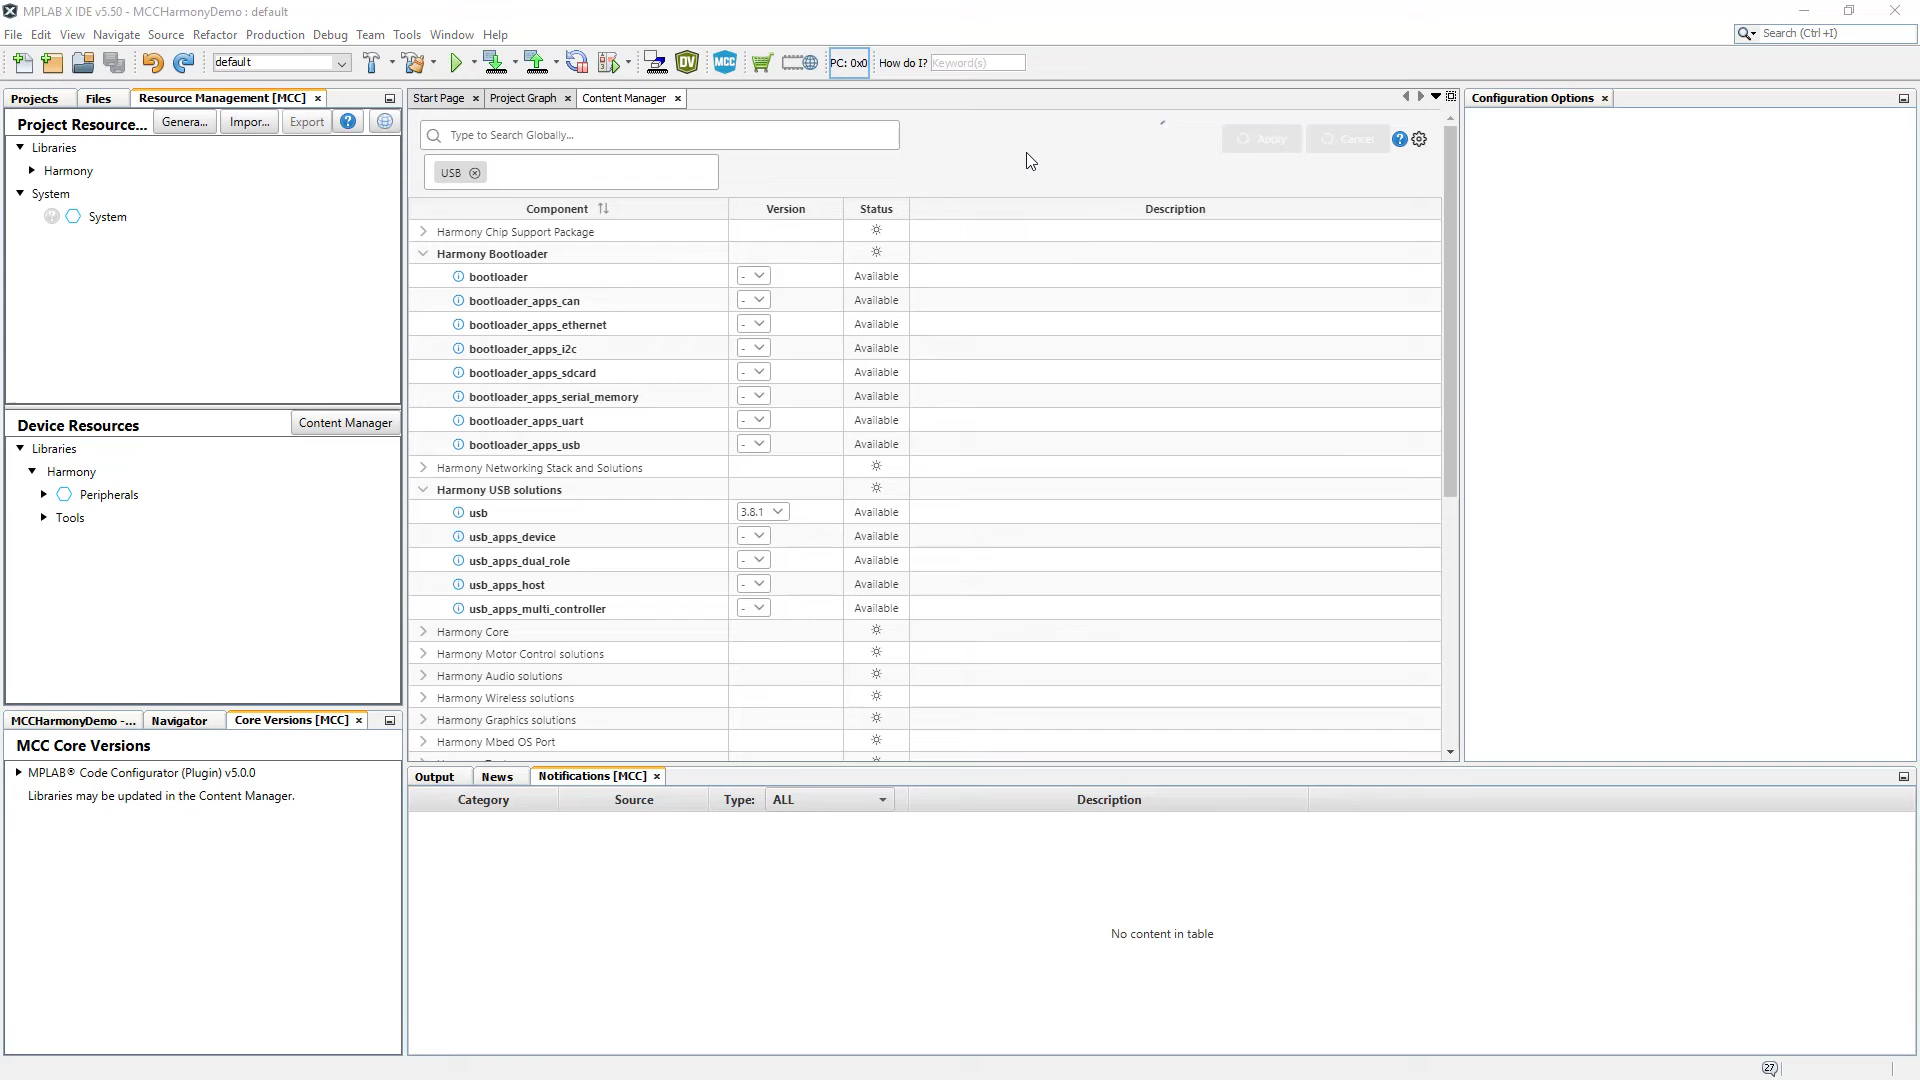 MPLAB X IDE v5.50 - MCCHarmonyDemo : default
File Edit View Navigate Source Refactor Production Debug Team Tools Window Help
Search (Ctrl+I)
default
DV
MCC
PC: 0x0
How do I? Keyword(s)
Projects Files Resource Management [MCC]
Start Page Project Graph Content Manager
Configuration Options
Project Resource... Genera... Impor... Export
Type to Search Globally...
Apply Cancel
Libraries
Harmony
USB
System
System
Component Version Status Description
Harmony Chip Support Package
Harmony Bootloader
bootloader - Available
bootloader_apps_can - Available
bootloader_apps_ethernet - Available
bootloader_apps_i2c - Available
bootloader_apps_sdcard - Available
bootloader_apps_serial_memory - Available
bootloader_apps_uart - Available
bootloader_apps_usb - Available
Harmony Networking Stack and Solutions
Harmony USB solutions
usb 3.8.1 Available
usb_apps_device - Available
usb_apps_dual_role - Available
usb_apps_host - Available
usb_apps_multi_controller - Available
Harmony Core
Harmony Motor Control solutions
Harmony Audio solutions
Harmony Wireless solutions
Harmony Graphics solutions
Harmony Mbed OS Port
Device Resources Content Manager
Libraries
Harmony
Peripherals
Tools
MCCHarmonyDemo -... Navigator Core Versions [MCC]
MCC Core Versions
MPLAB® Code Configurator (Plugin) v5.0.0
Libraries may be updated in the Content Manager.
Output News Notifications [MCC]
Category Source Type: ALL Description
No content in table
27